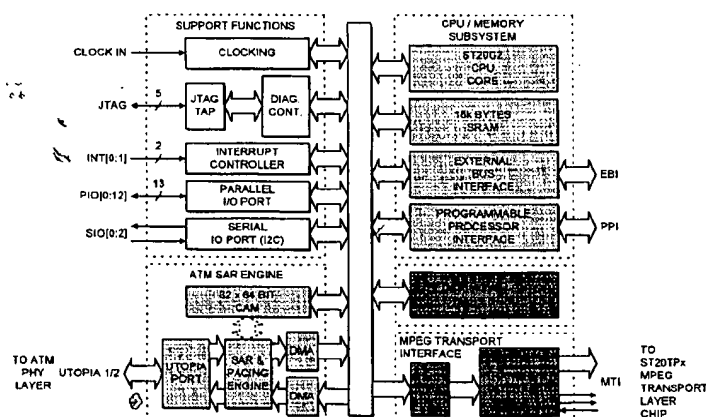 SUPPORT FUNCTIONS
CLOCK IN
CLOCKING
JTAG
5
JTAG
TAP
DIAG.
CONT.
INT[0:1]
2
INTERRUPT
CONTROLLER
PIO[0:12]
13
PARALLEL
I/O PORT
SIO[0:2]
SERIAL
IO PORT (I2C)
ATM SAR ENGINE
32 x 64 BIT
CAM
TO ATM
PHY
LAYER
UTOPIA 1/2
UTOPIA
PORT
SAR &
PACING
ENGINE
DMA
DMA
CPU / MEMORY
SUBSYSTEM
CPU
CORE
16k BYTES
SRAM
EXTERNAL
BUS
INTERFACE
EBI
PROGRAMMABLE
PROCESSOR
INTERFACE
PPI
MPEG TRANSPORT
INTERFACE
MTI
TO
ST20TPx
MPEG
TRANSPORT
LAYER
CHIP